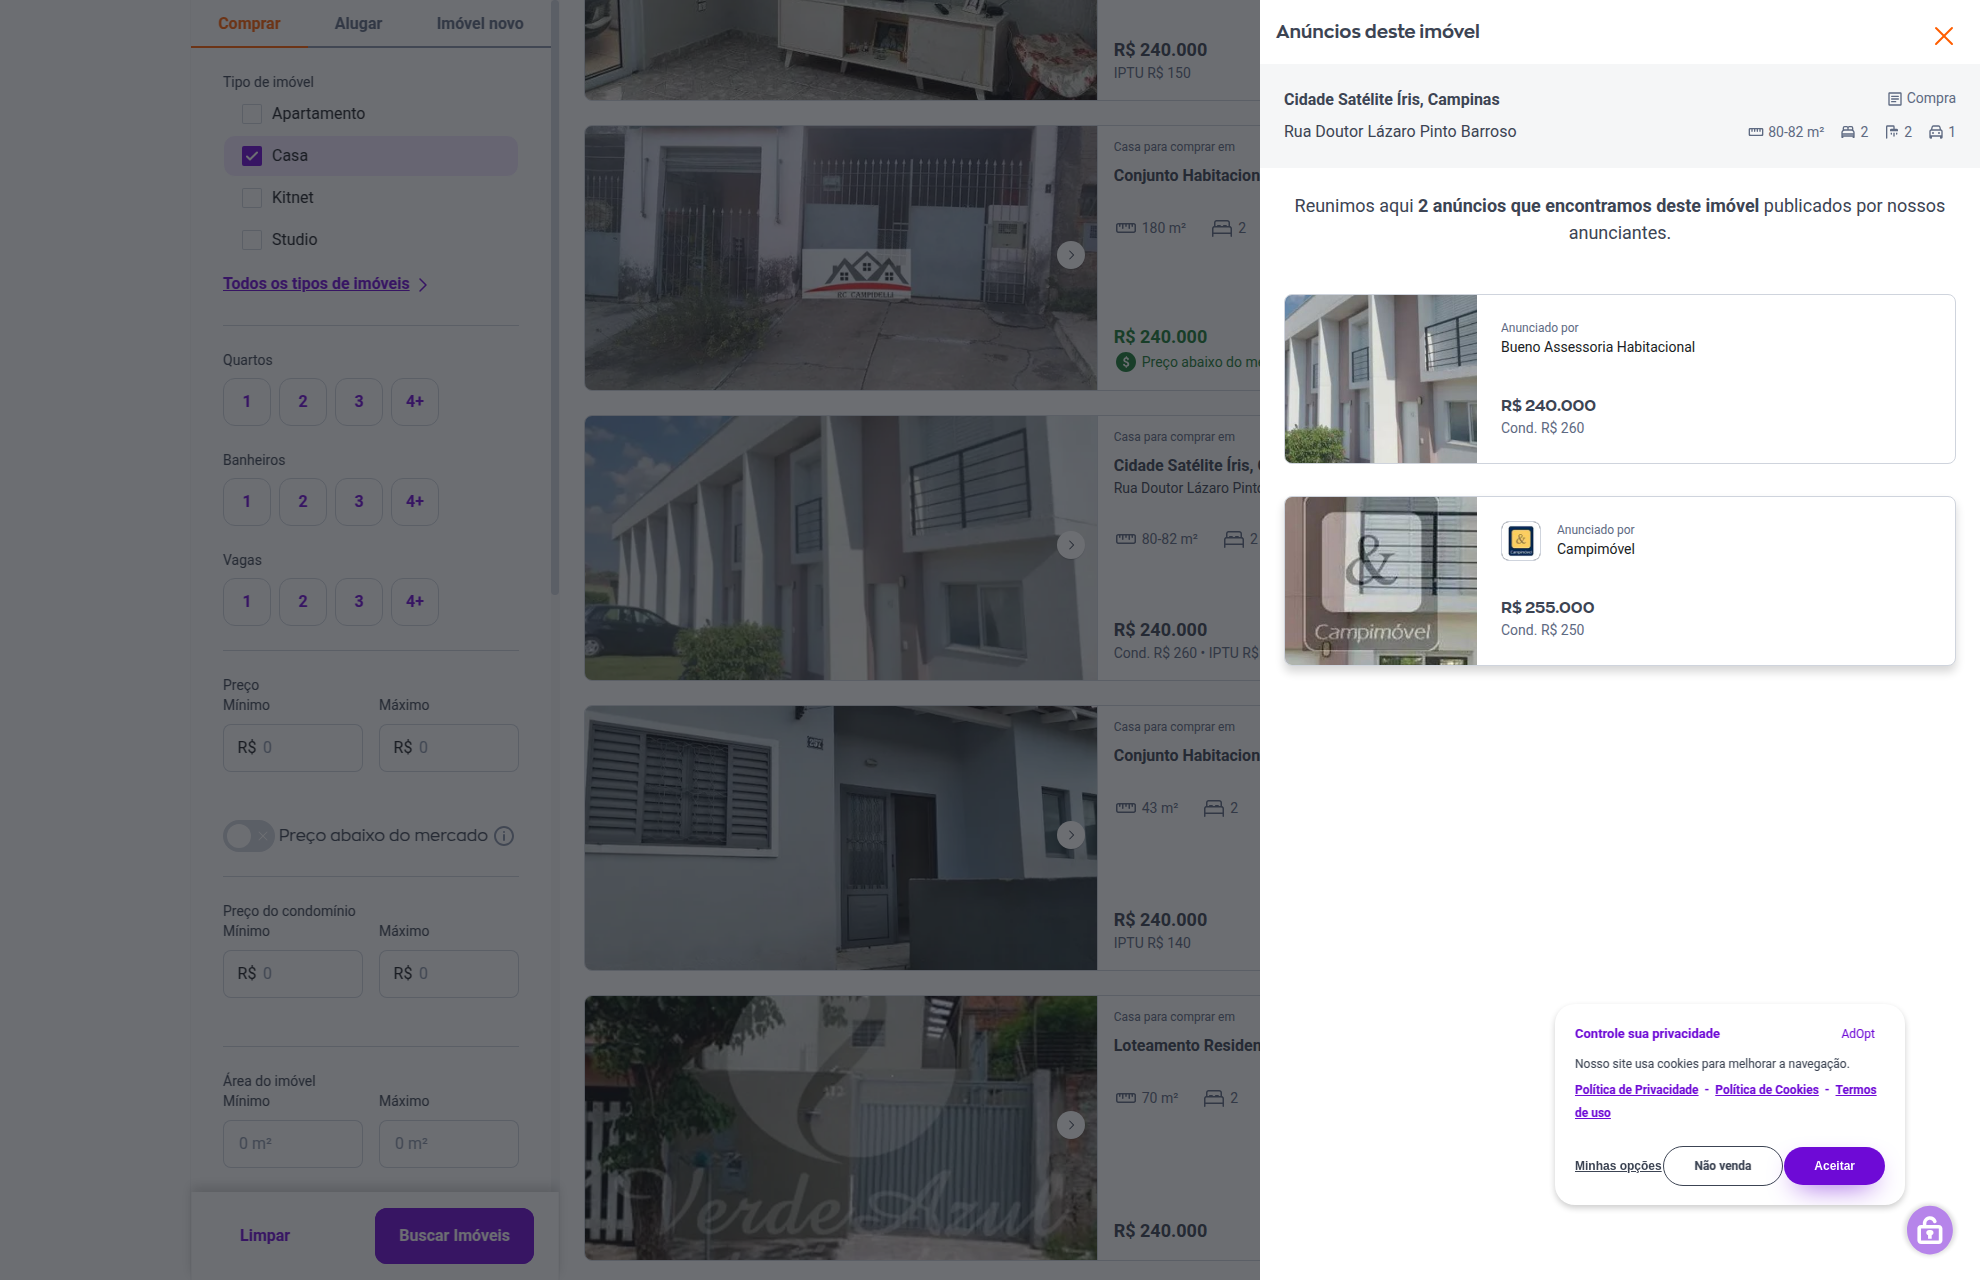 Comprar
Alugar
Imóvel novo
Tipo de imóvel
Apartamento
Casa
Kitnet
Studio
Todos os tipos de imóveis
Quartos
1 2 3 4+
Banheiros
1 2 3 4+
Vagas
1 2 3 4+
Preço
Mínimo Máximo
R$ 0 R$ 0
Preço abaixo do mercado
Preço do condomínio
Mínimo Máximo
R$ 0 R$ 0
Área do imóvel
Mínimo Máximo
0 m² 0 m²
Limpar
Buscar Imóveis
R$ 240.000
IPTU R$ 150
RC CAMPINELLI
Casa para comprar em
Conjunto Habitacion
180 m² 2
R$ 240.000
Preço abaixo do me
Casa para comprar em
Cidade Satélite Íris,
Rua Doutor Lázaro Pinto
80-82 m² 2
R$ 240.000
Cond. R$ 260 • IPTU R$
Casa para comprar em
Conjunto Habitacion
43 m² 2
R$ 240.000
IPTU R$ 140
Verde Azul
Casa para comprar em
Loteamento Residen
70 m² 2
R$ 240.000
Anúncios deste imóvel
Cidade Satélite Íris, Campinas
Compra
Rua Doutor Lázaro Pinto Barroso
80-82 m² 2 2 1
Reunimos aqui 2 anúncios que encontramos deste imóvel publicados por nossos
anunciantes.
Anunciado por
Bueno Assessoria Habitacional
R$ 240.000
Cond. R$ 260
&
Campimóvel
Anunciado por
Campimóvel
R$ 255.000
Cond. R$ 250
Controle sua privacidade
AdOpt
Nosso site usa cookies para melhorar a navegação.
Política de Privacidade - Política de Cookies - Termos
de uso
Minhas opções
Não venda
Aceitar